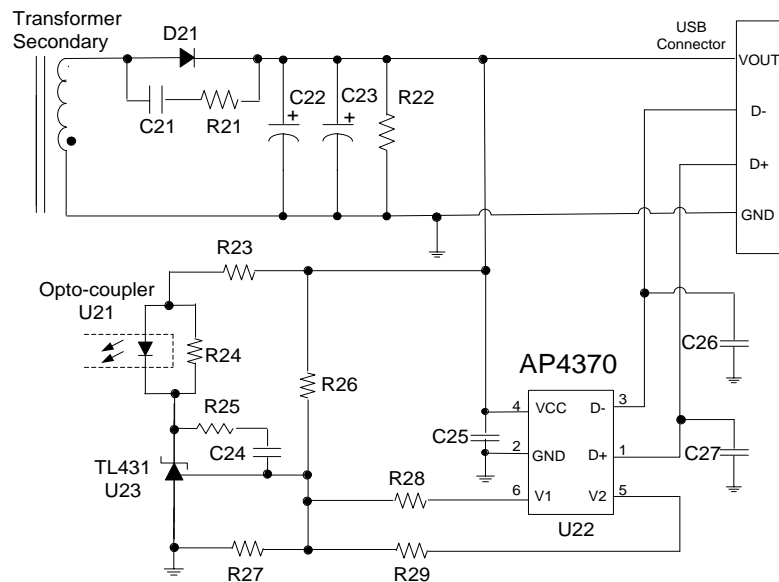 Transformer
Secondary
D21
USB
Connector
VOUT
C21
R21
C22
+
C23
+
R22
D-
D+
GND
R23
Opto-coupler
U21
R24
R26
C26
AP4370
R25
C24
C25
4
VCC
D-
3
2
GND
D+
1
C27
TL431
U23
R28
6
V1
V2
5
U22
R27
R29